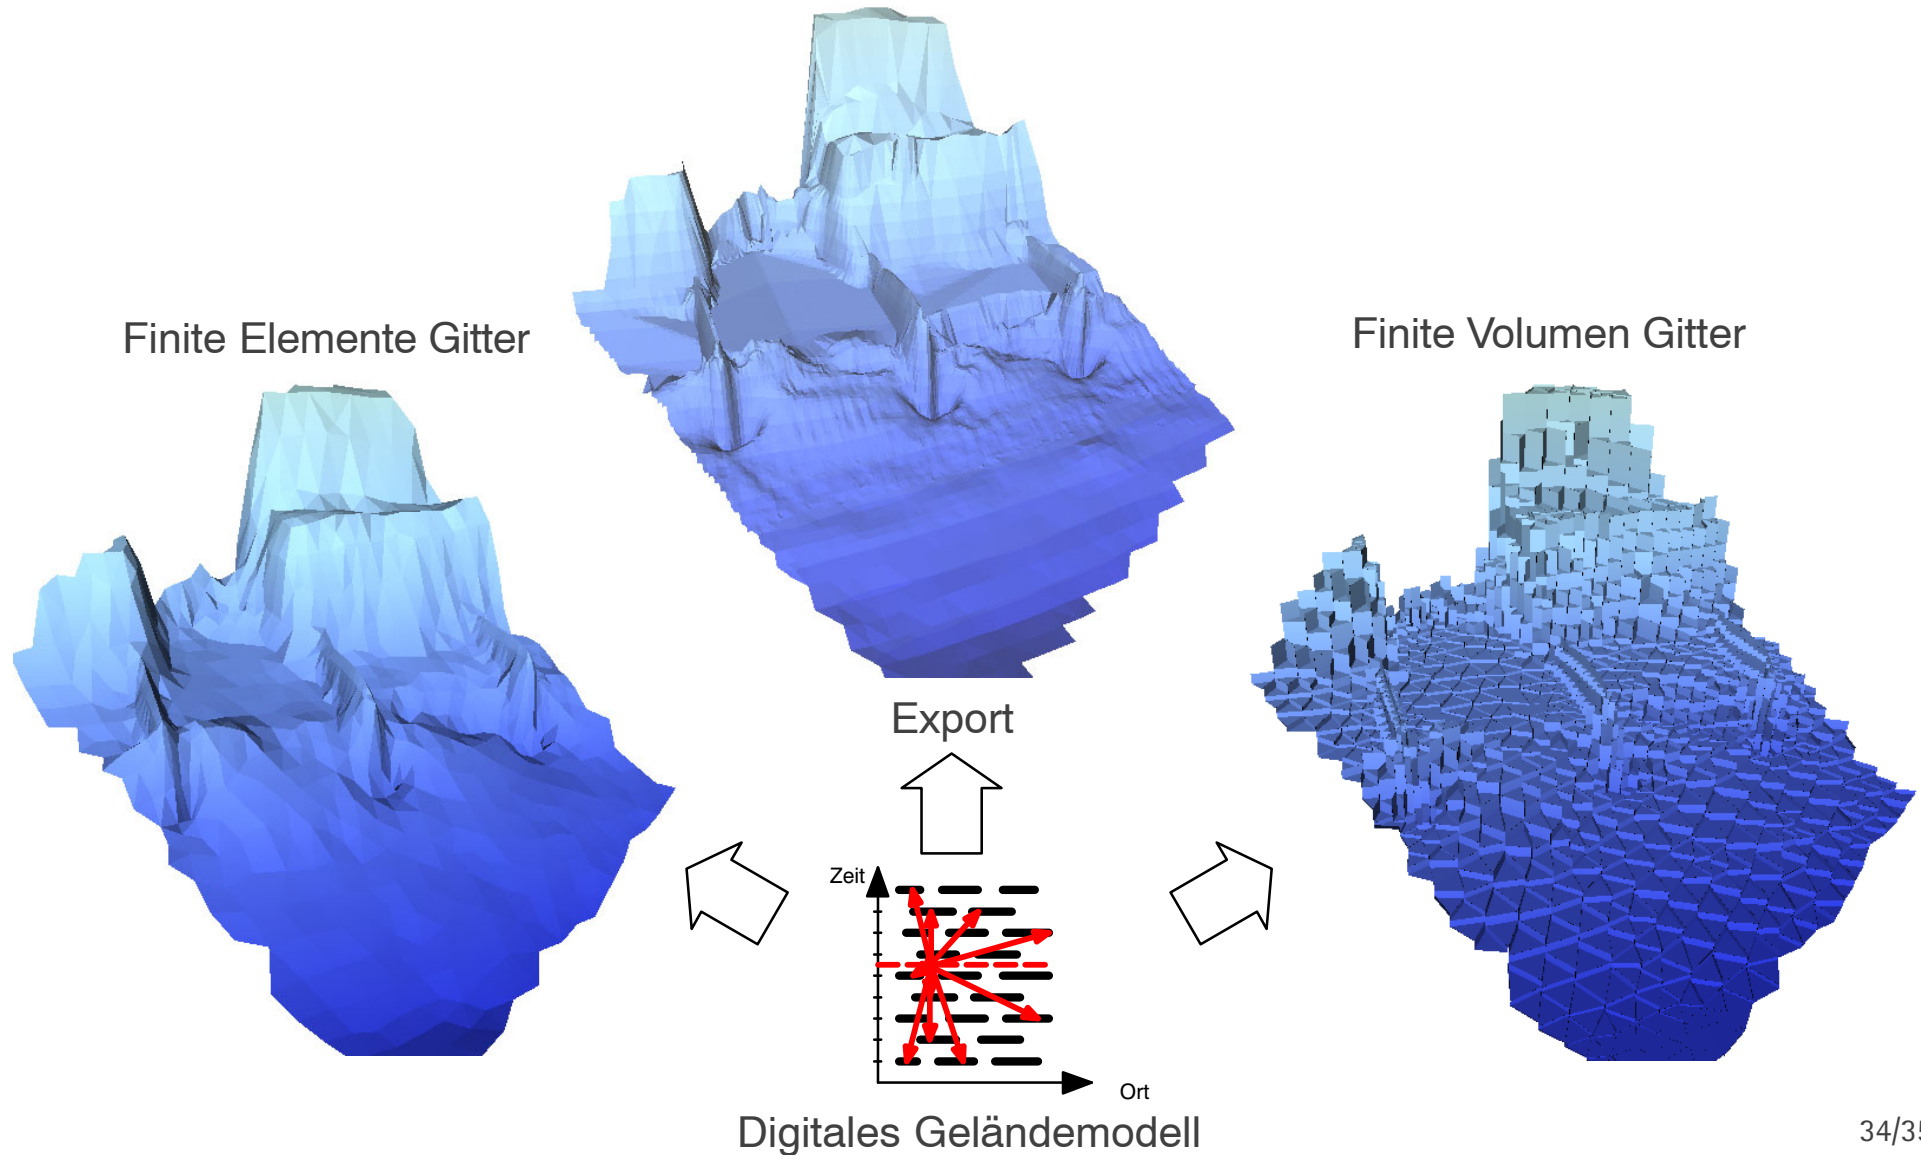 Finite Elemente Gitter
Finite Volumen Gitter
Export
Zeit
Ort
Digitales Geländemodell
34/35